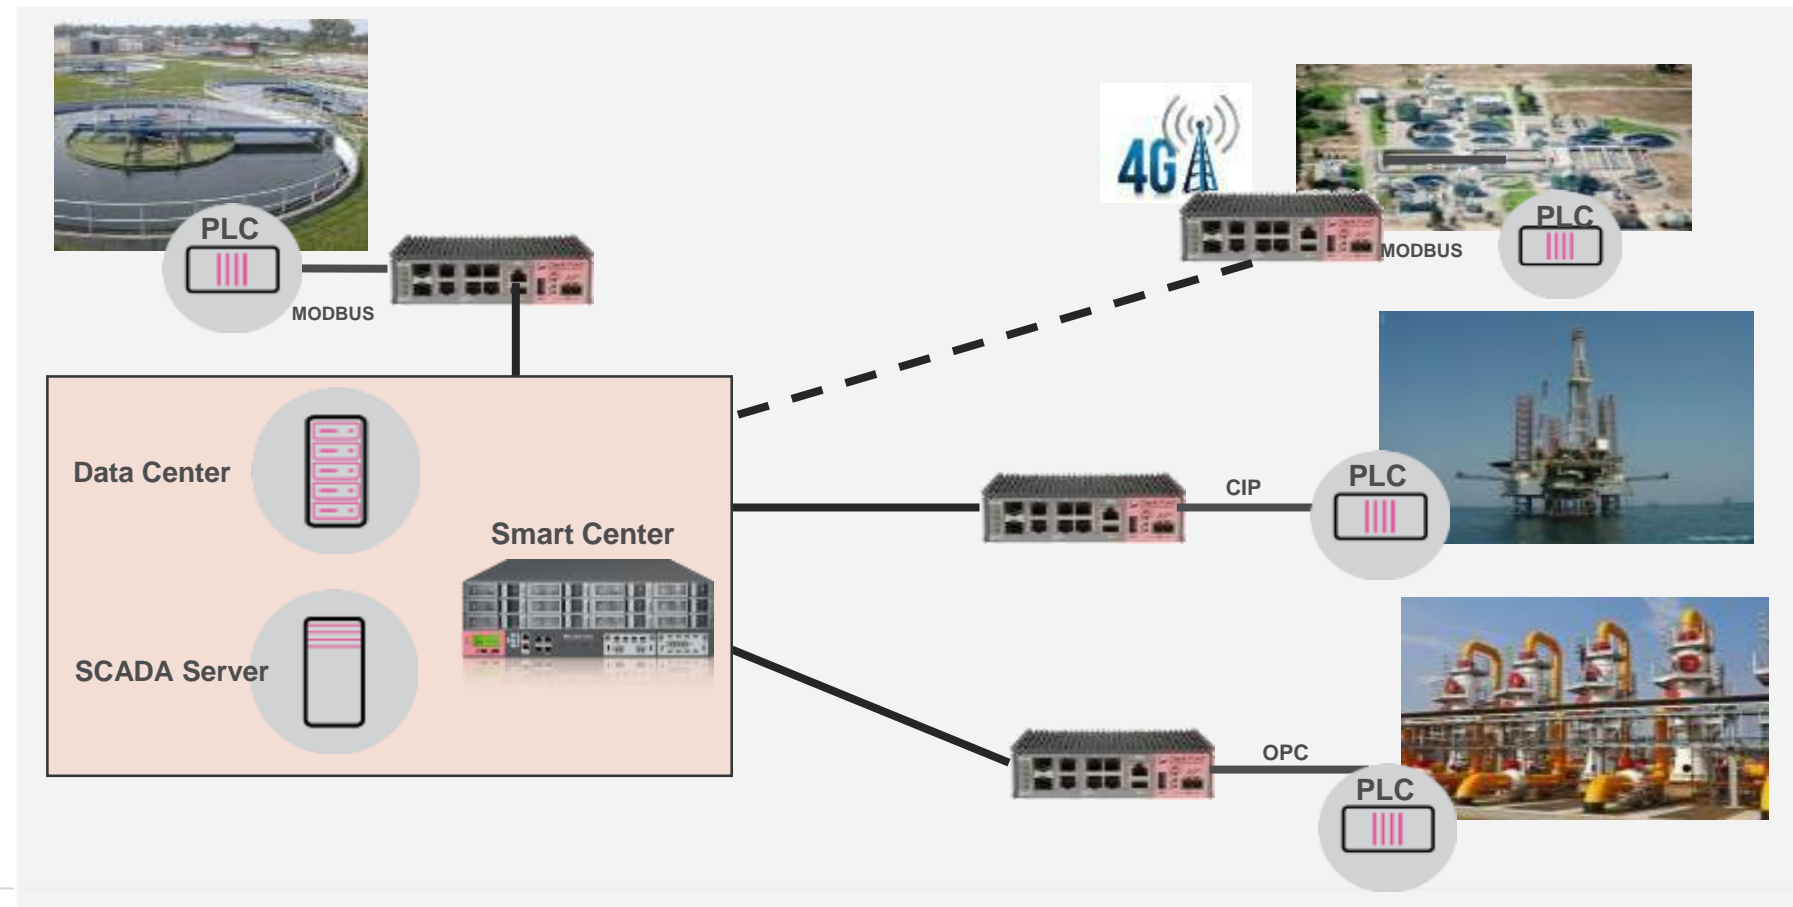 4G
PLC
PLC
MODBUS
MODBUS
PLC
CIP
Data Center
Smart Center
SCADA Server
OPC
PLC